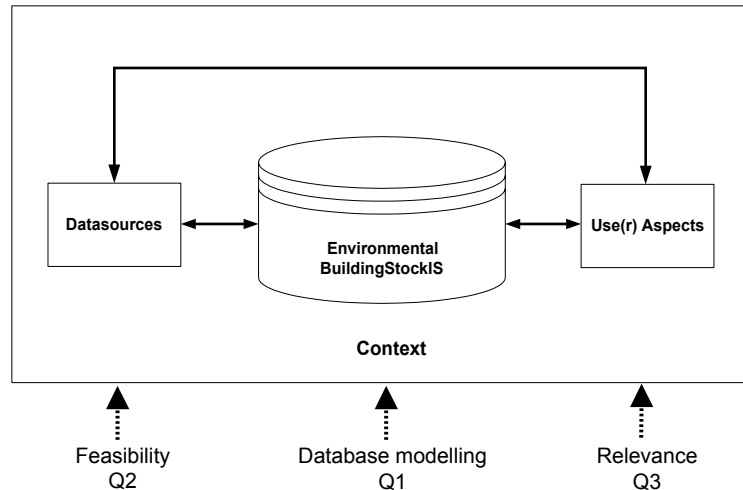 Datasources
Environmental
BuildingStockIS
Use(r) Aspects
Context
Feasibility
Q2
Database modelling
Q1
Relevance
Q3